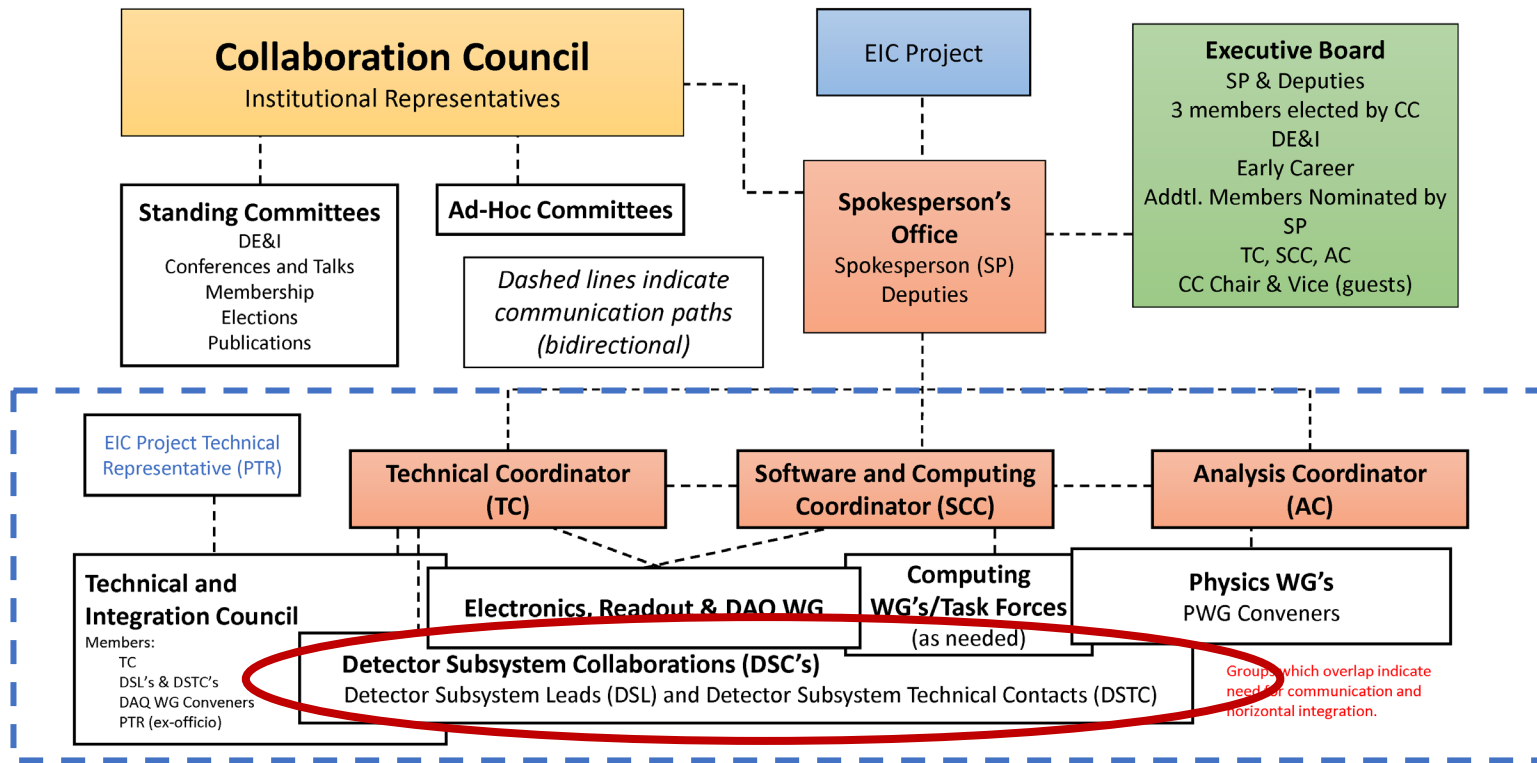 Collaboration Council
Institutional Representatives
EIC Project
Executive Board
SP & Deputies
3 members elected by CC
DE&I
Early Career
Addtl. Members Nominated by
SP
TC, SCC, AC
CC Chair & Vice (guests)
Standing Committees
DE&I
Conferences and Talks
Membership
Elections
Publications
Ad-Hoc Committees
Spokesperson's
Office
Spokesperson (SP)
Deputies
Dashed lines indicate
communication paths
(bidirectional)
EIC Project Technical
Representative (PTR)
Technical Coordinator
(TC)
Software and Computing
Coordinator (SCC)
Analysis Coordinator
(AC)
Technical and
Integration Council
Members:
TC
DSL's & DSTC's
DAQ WG Conveners
PTR (ex-officio)
Electronics, Readout & DAQ WG
Computing
WG's/Task Forces
(as needed)
Physics WG's
PWG Conveners
Detector Subsystem Collaborations (DSC's)
Detector Subsystem Leads (DSL) and Detector Subsystem Technical Contacts (DSTC)
Groups which overlap indicate
need for communication and
horizontal integration.